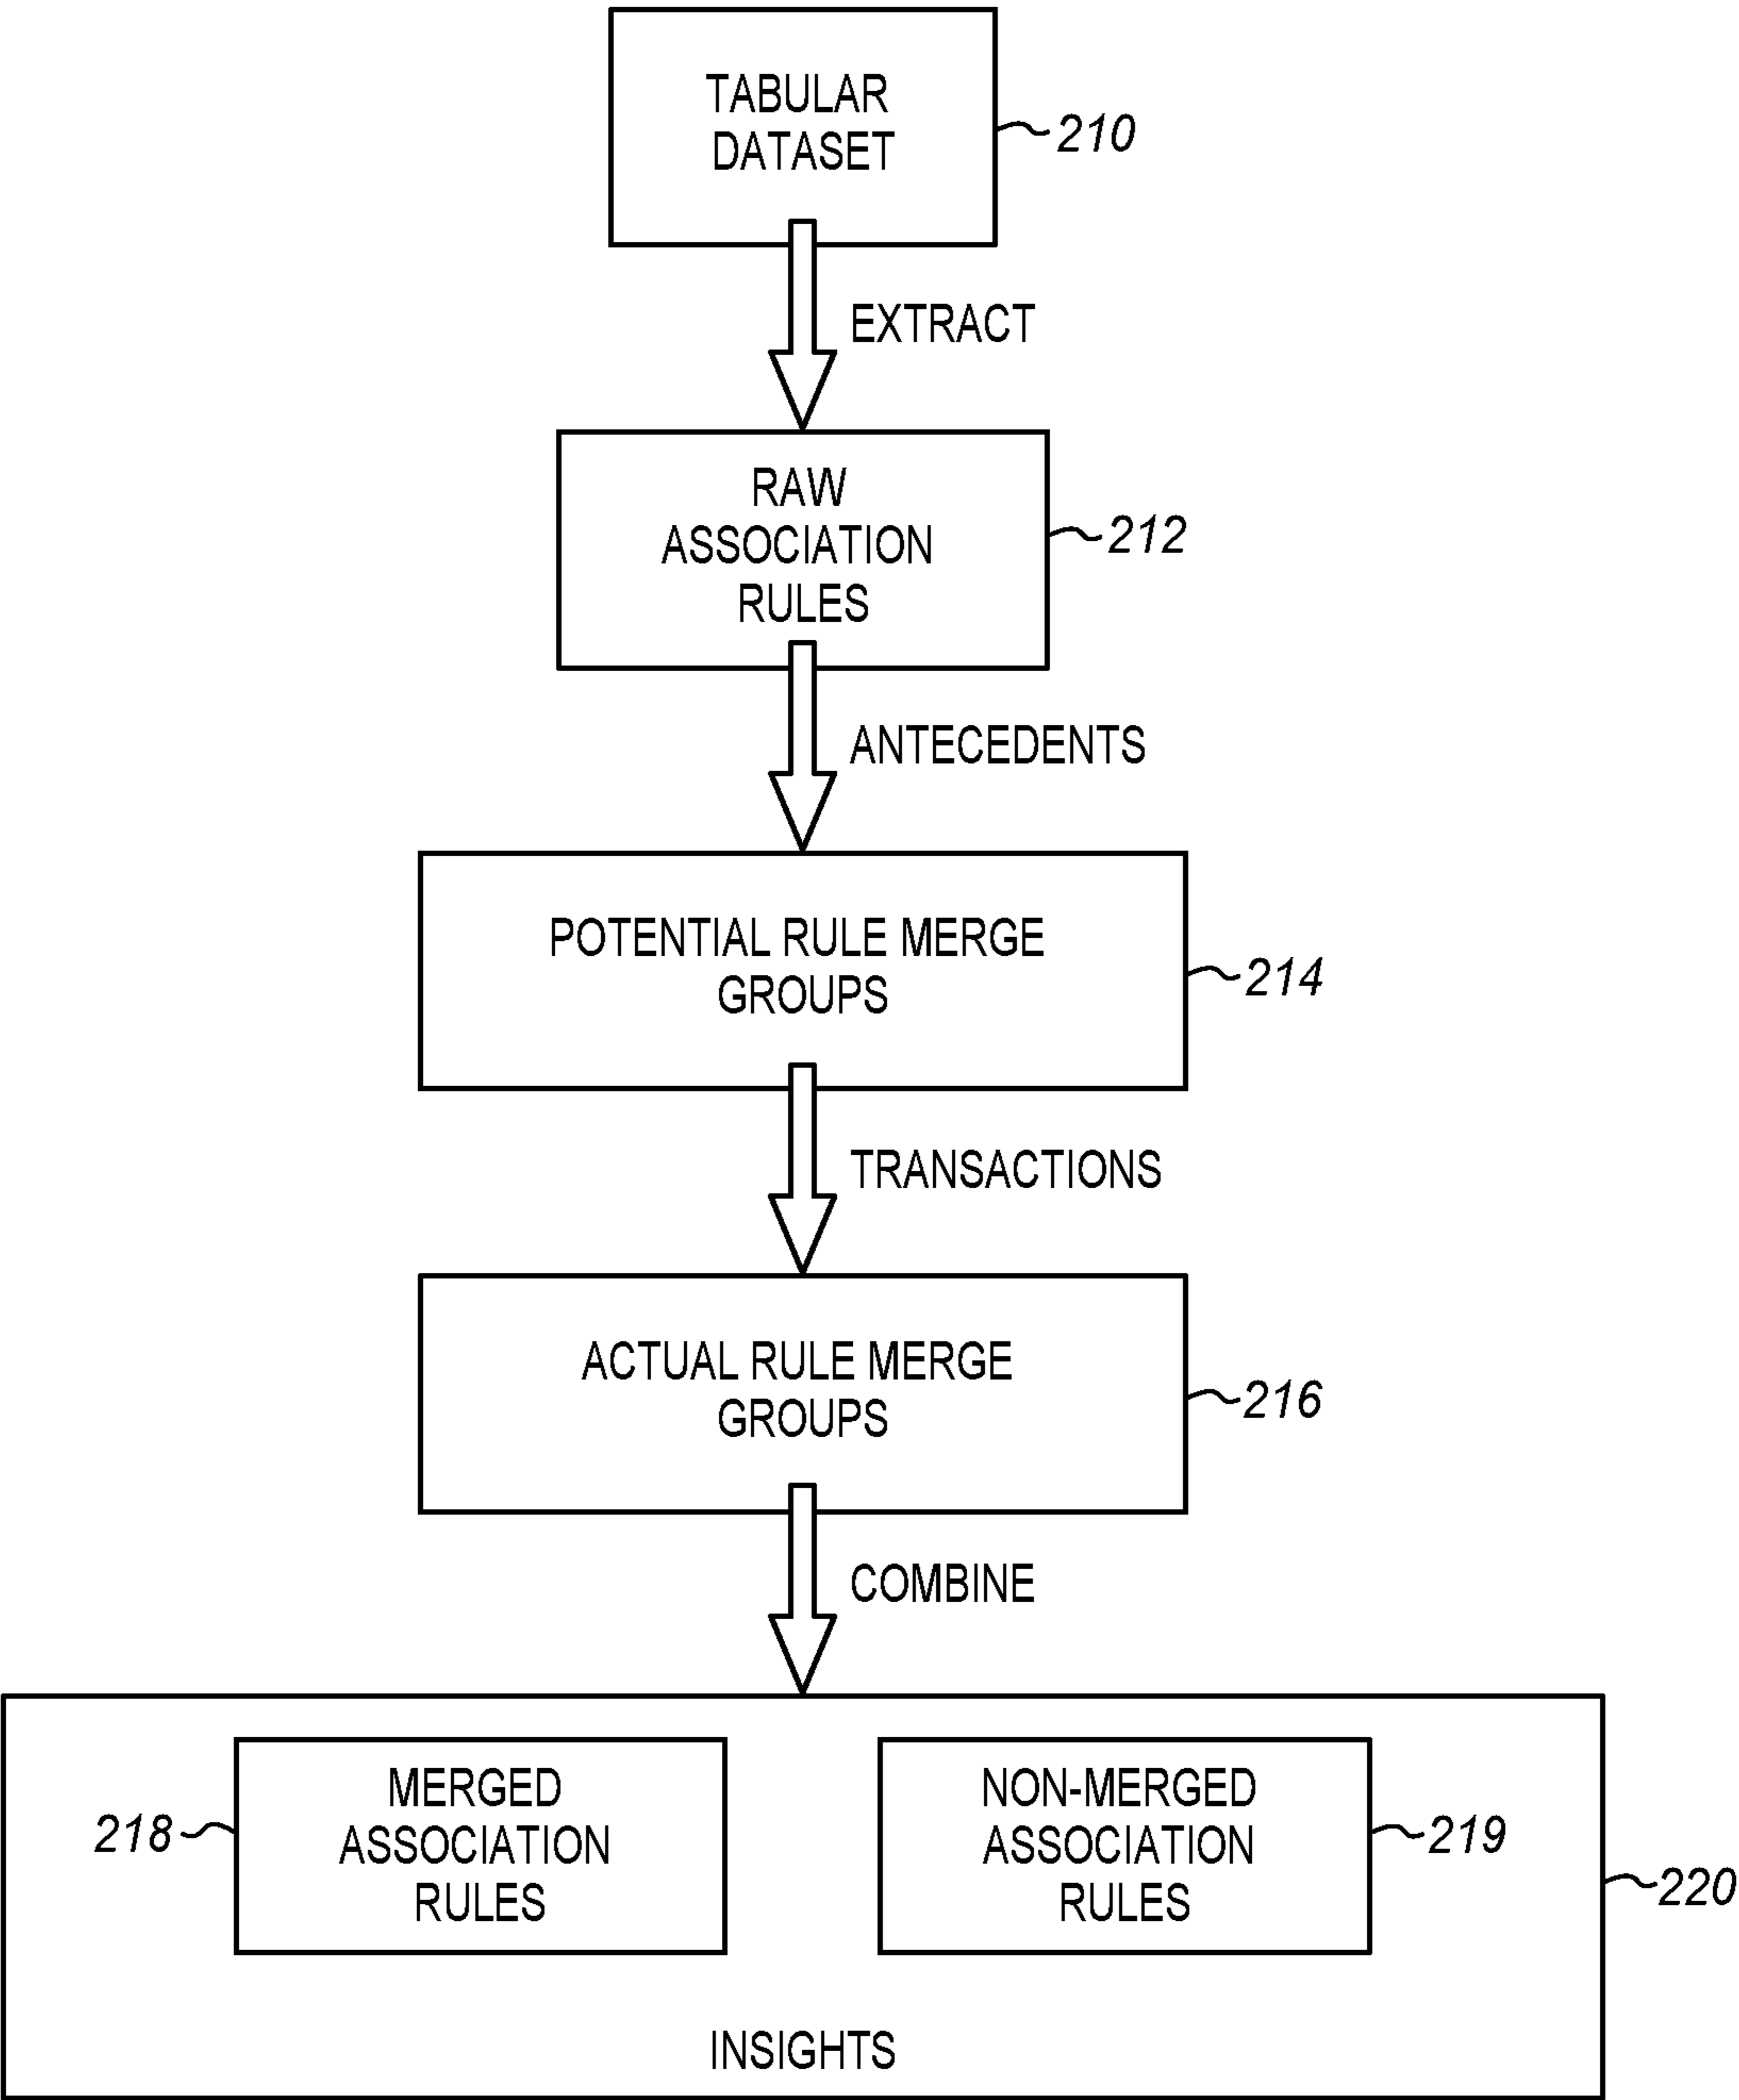 TABULAR
DATASET
210
EXTRACT
RAW
ASSOCIATION
RULES
212
ANTECEDENTS
POTENTIAL RULE MERGE
GROUPS
214
TRANSACTIONS
ACTUAL RULE MERGE
GROUPS
216
COMBINE
218
MERGED
ASSOCIATION
RULES
NON-MERGED
ASSOCIATION
RULES
219
220
INSIGHTS